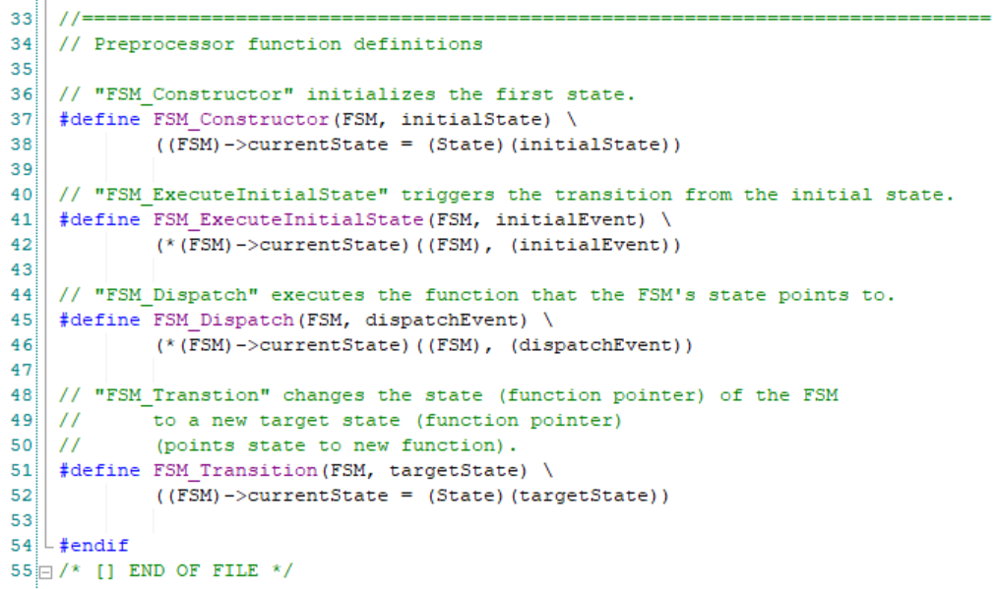 33 //=============================================================================
34 // Preprocessor function definitions
35
36 // "FSM_Constructor" initializes the first state.
37 #define FSM_Constructor(FSM, initialState) \
38         ((FSM)->currentState = (State)(initialState))
39
40 // "FSM_ExecuteInitialState" triggers the transition from the initial state.
41 #define FSM_ExecuteInitialState(FSM, initialEvent) \
42         (*(FSM)->currentState)((FSM), (initialEvent))
43
44 // "FSM_Dispatch" executes the function that the FSM's state points to.
45 #define FSM_Dispatch(FSM, dispatchEvent) \
46         (*(FSM)->currentState)((FSM), (dispatchEvent))
47
48 // "FSM_Transtion" changes the state (function pointer) of the FSM
49 //      to a new target state (function pointer)
50 //      (points state to new function).
51 #define FSM_Transition(FSM, targetState) \
52         ((FSM)->currentState = (State)(targetState))
53
54 #endif
55 /* [] END OF FILE */